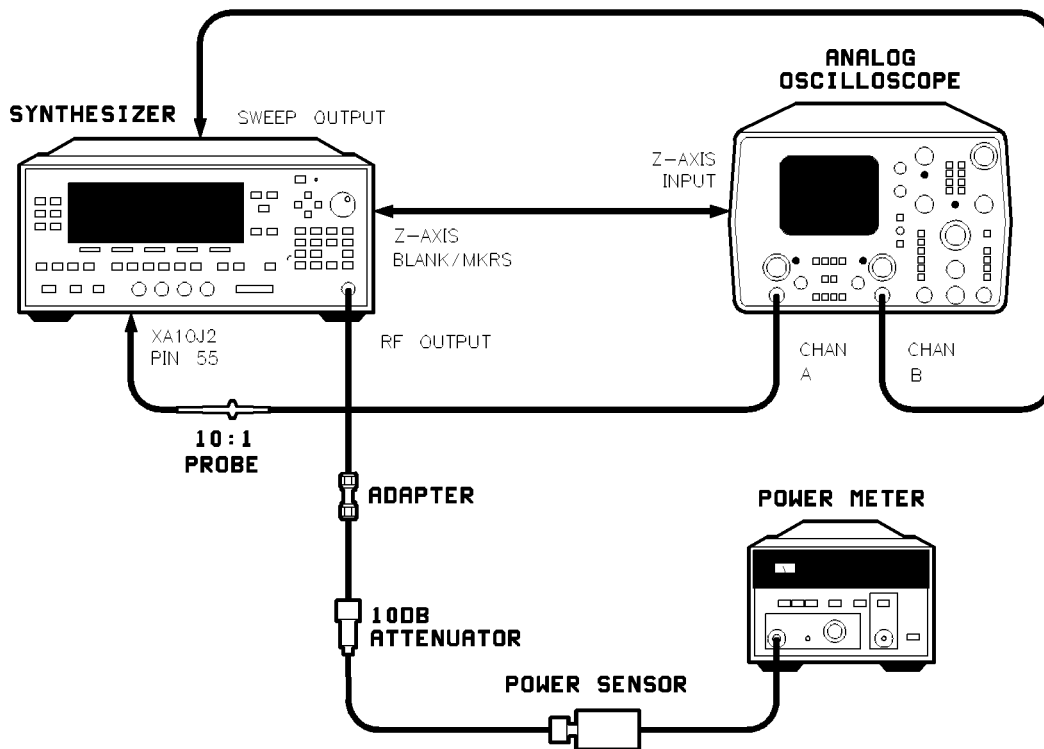 SYNTHESIZER
SWEEP OUTPUT
ANALOG
OSCILLOSCOPE
Z-AXIS
INPUT
Z-AXIS
BLANK/MKRS
XA10J2
PIN 55
RF OUTPUT
CHAN
A
CHAN
B
10:1
PROBE
ADAPTER
POWER METER
10DB
ATTENUATOR
POWER SENSOR